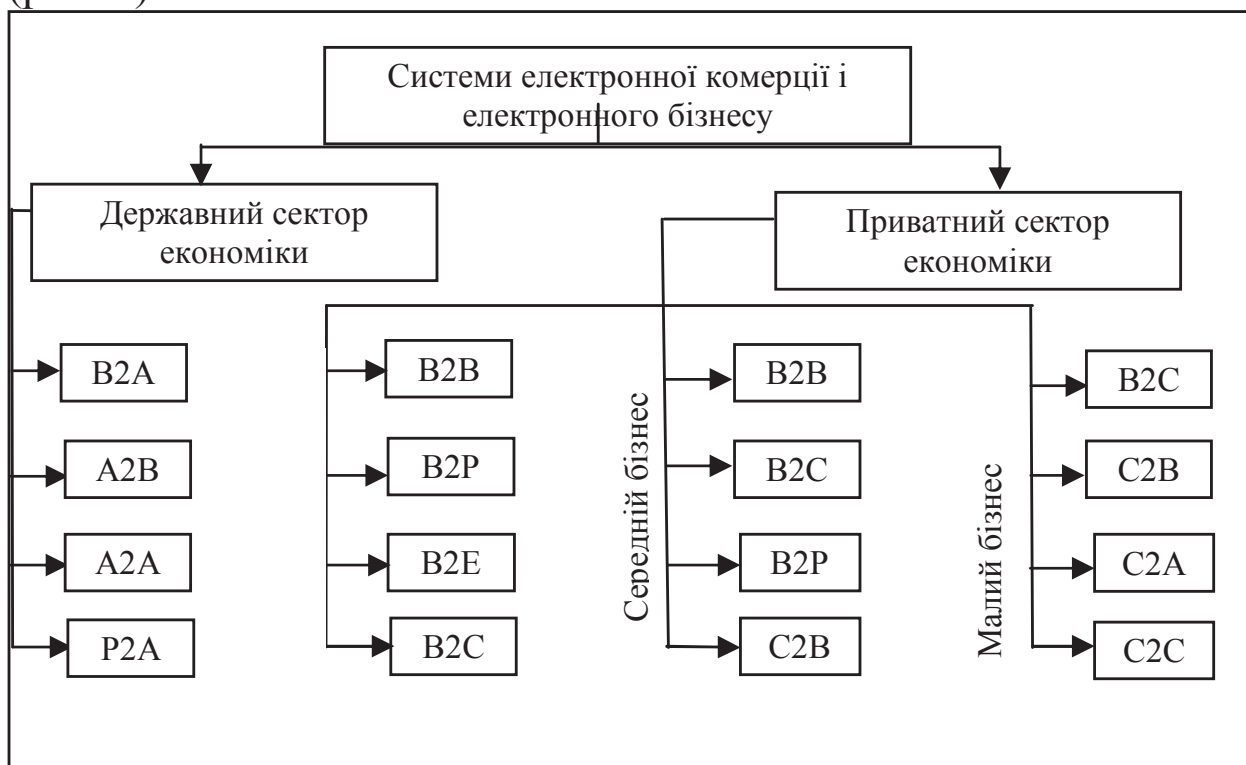 Системи електронної комерції і
електронного бізнесу
Державний сектор
економіки
Приватний сектор
економіки
B2A
A2B
A2A
P2A
B2B
B2P
B2E
B2C
Середній бізнес
B2B
B2C
B2P
C2B
Малий бізнес
B2C
C2B
C2A
C2C